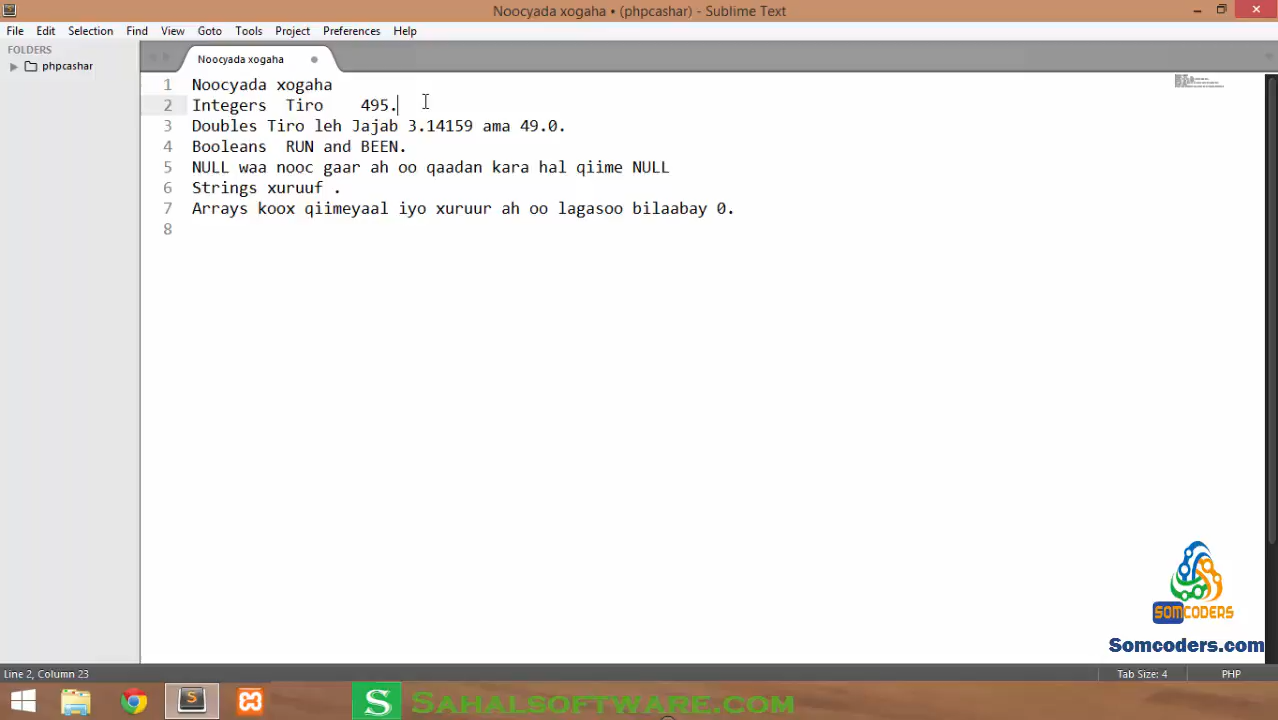 Noocyada xogaha • (phpcashar) - Sublime Text
File Edit Selection Find View Goto Tools Project Preferences Help
FOLDERS
phpcashar
Noocyada xogaha
1 Noocyada xogaha
2 Integers  Tiro    495.
3 Doubles Tiro leh Jajab 3.14159 ama 49.0.
4 Booleans  RUN and BEEN.
5 NULL waa nooc gaar ah oo qaadan kara hal qiime NULL
6 Strings xuruuf .
7 Arrays koox qiimeyaal iyo xuruur ah oo lagasoo bilaabay 0.
8
SOMCODERS
Somcoders.com
Line 2, Column 23 Tab Size: 4 PHP
S SAHALSOFTWARE.COM